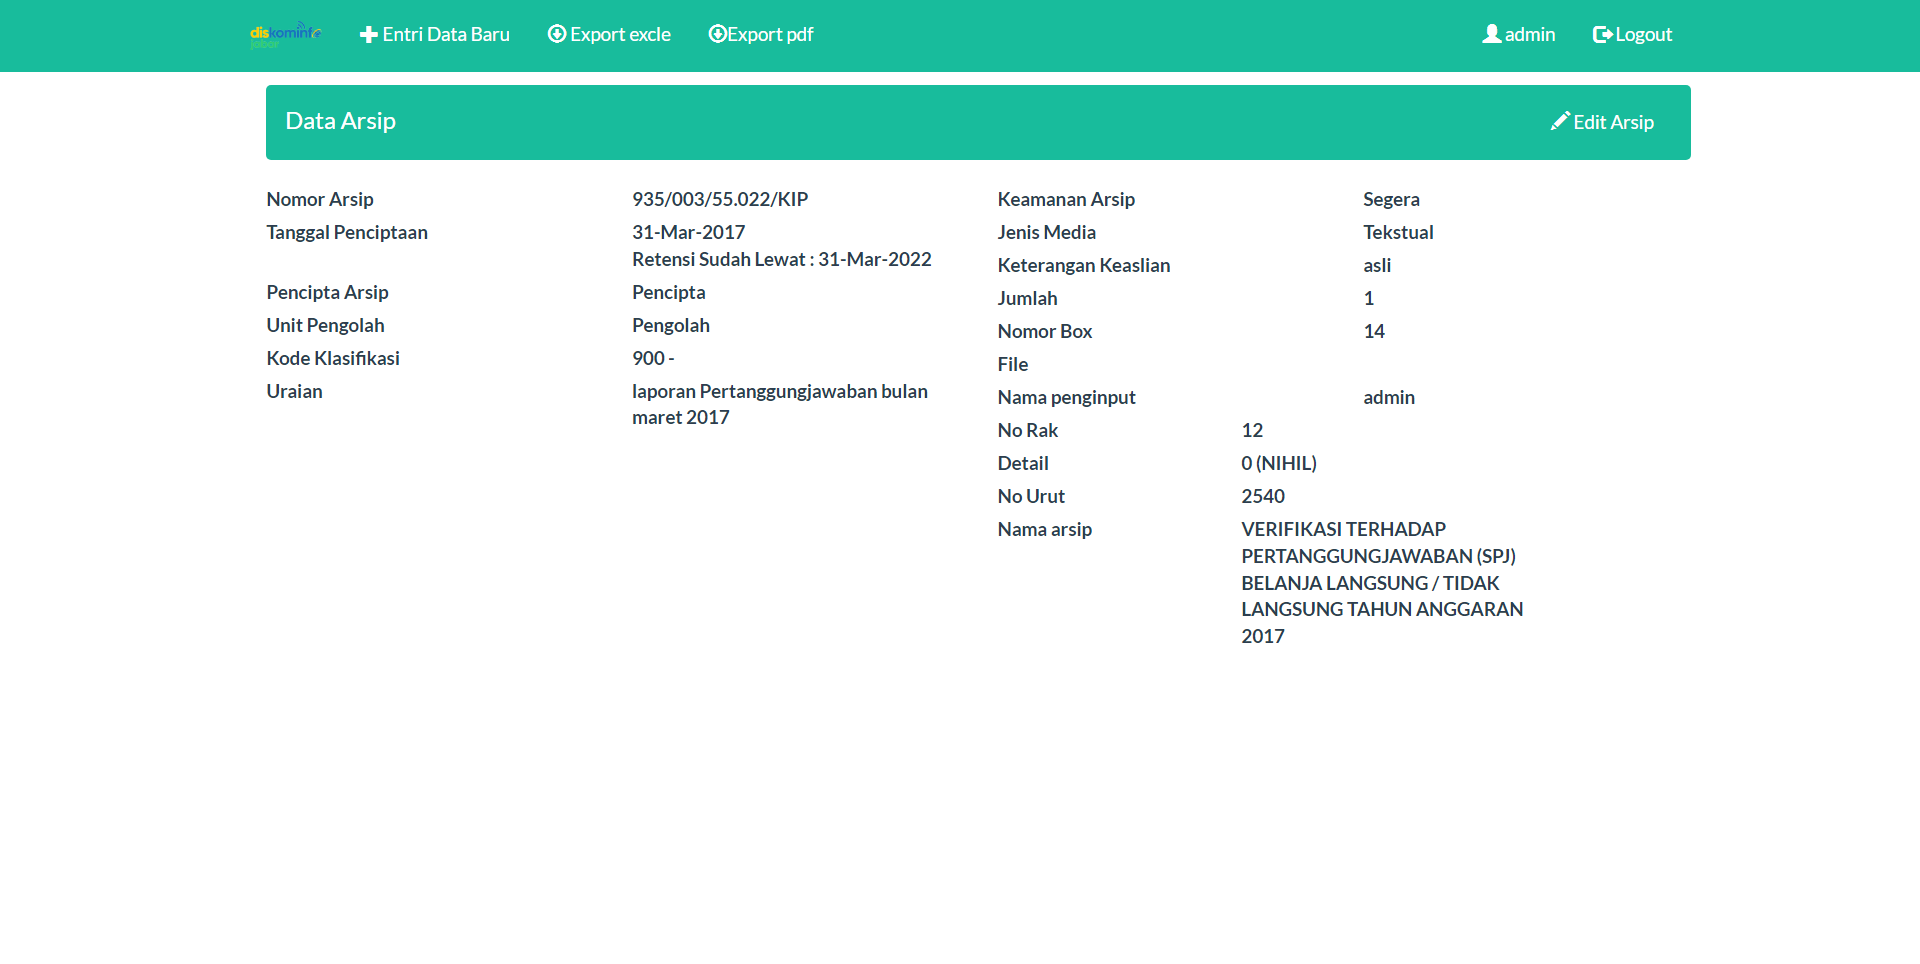 diskominfo
jabar
Entri Data Baru
Export excle
Export pdf
admin
Logout
Data Arsip
Edit Arsip
Nomor Arsip 935/003/55.022/KIP
Tanggal Penciptaan 31-Mar-2017
Retensi Sudah Lewat : 31-Mar-2022
Pencipta Arsip Pencipta
Unit Pengolah Pengolah
Kode Klasifikasi 900 -
Uraian laporan Pertanggungjawaban bulan
maret 2017
Keamanan Arsip Segera
Jenis Media Tekstual
Keterangan Keaslian asli
Jumlah 1
Nomor Box 14
File
Nama penginput admin
No Rak 12
Detail 0 (NIHIL)
No Urut 2540
Nama arsip VERIFIKASI TERHADAP
PERTANGGUNGJAWABAN (SPJ)
BELANJA LANGSUNG / TIDAK
LANGSUNG TAHUN ANGGARAN
2017